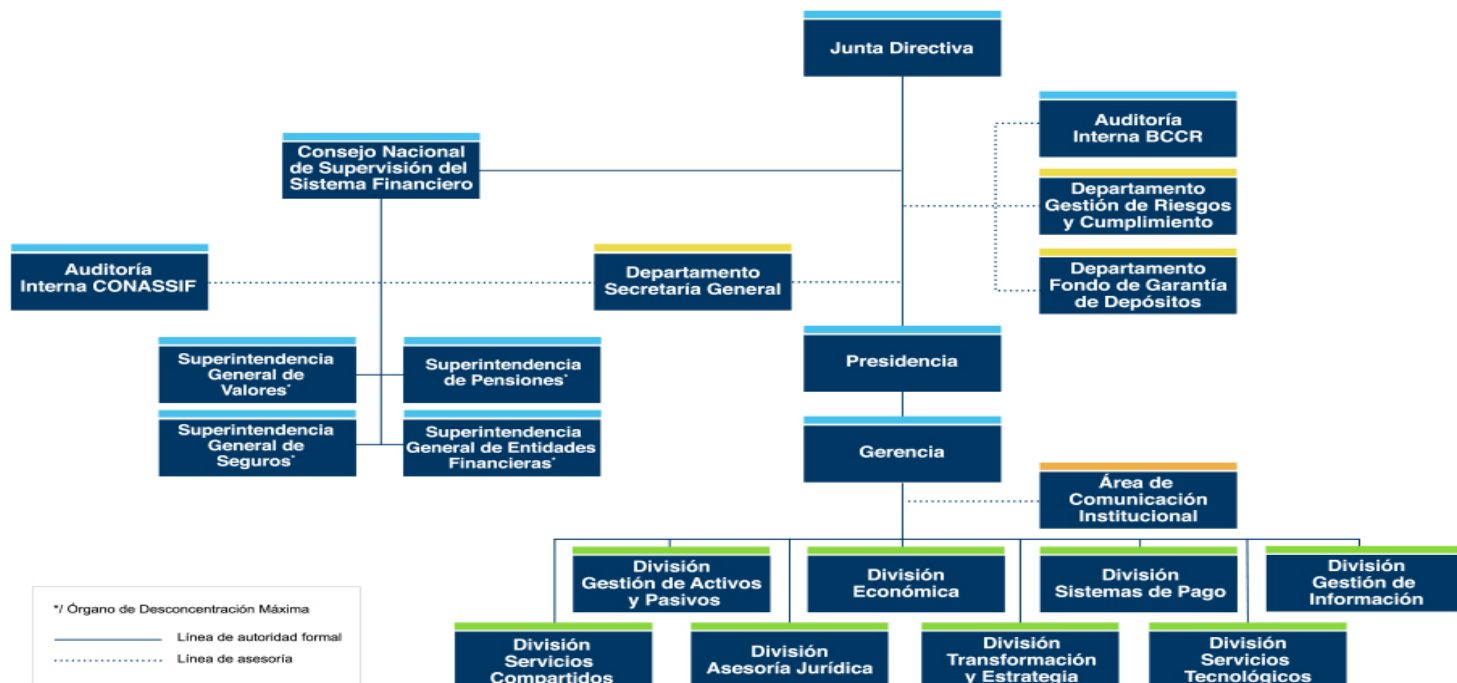 Junta Directiva
Auditoría
Interna BCCR
Consejo Nacional
de Supervisión del
Sistema Financiero
Departamento
Gestión de Riesgos
y Cumplimiento
Auditoría
Interna CONASSIF
Departamento
Secretaría General
Departamento
Fondo de Garantía
de Depósitos
Superintendencia
General de
Valores*
Superintendencia
de Pensiones*
Presidencia
Superintendencia
General de
Seguros*
Superintendencia
General de Entidades
Financieras*
Gerencia
Área de
Comunicación
Institucional
División
Gestión de Activos
y Pasivos
División
Económica
División
Sistemas de Pago
División
Gestión de
Información
División
Servicios
Compartidos
División
Asesoría Jurídica
División
Transformación
y Estrategia
División
Servicios
Tecnológicos
*/ Órgano de Desconcentración Máxima
Línea de autoridad formal
Línea de asesoría